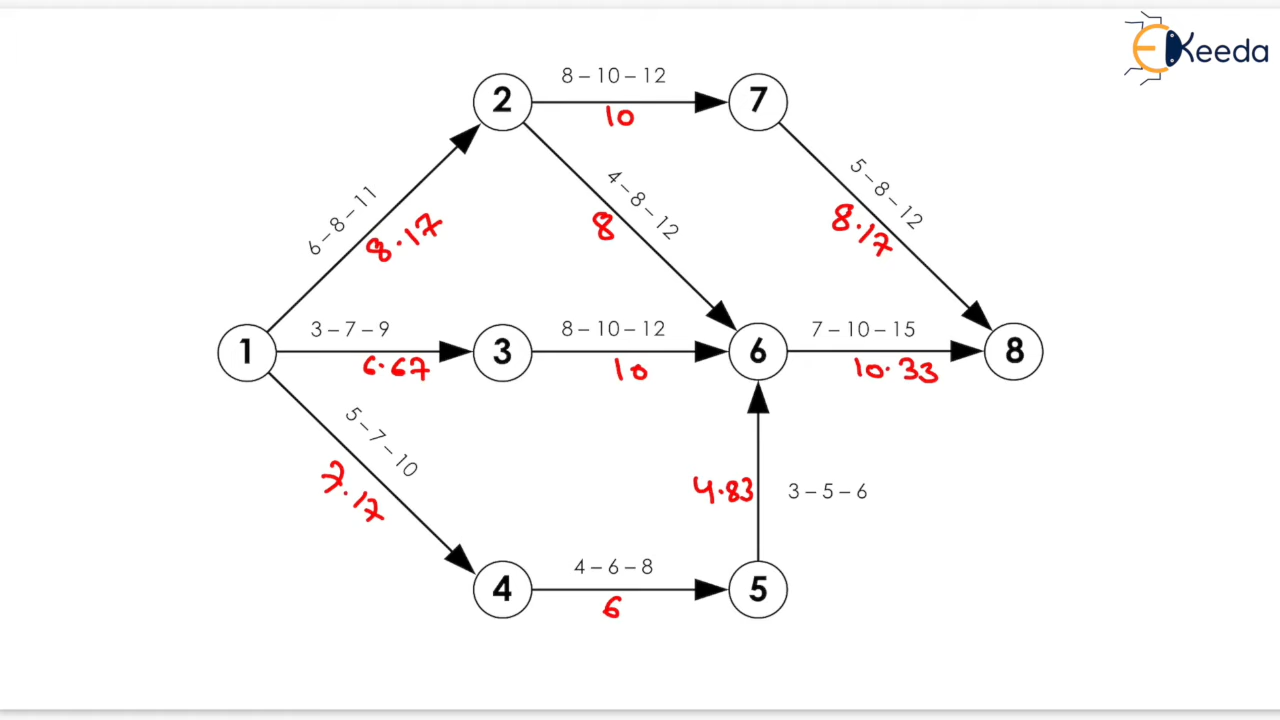 EKeeda
8 – 10 – 12
2
7
10
6 – 8 – 11
8.17
4 – 8 – 12
8
5 – 8 – 12
8.17
3 – 7 – 9
8 – 10 – 12
7 – 10 – 15
1
3
6
8
6.67
10
10.33
5 – 7 – 10
7.17
4.83
3 – 5 – 6
4 – 6 – 8
4
5
6